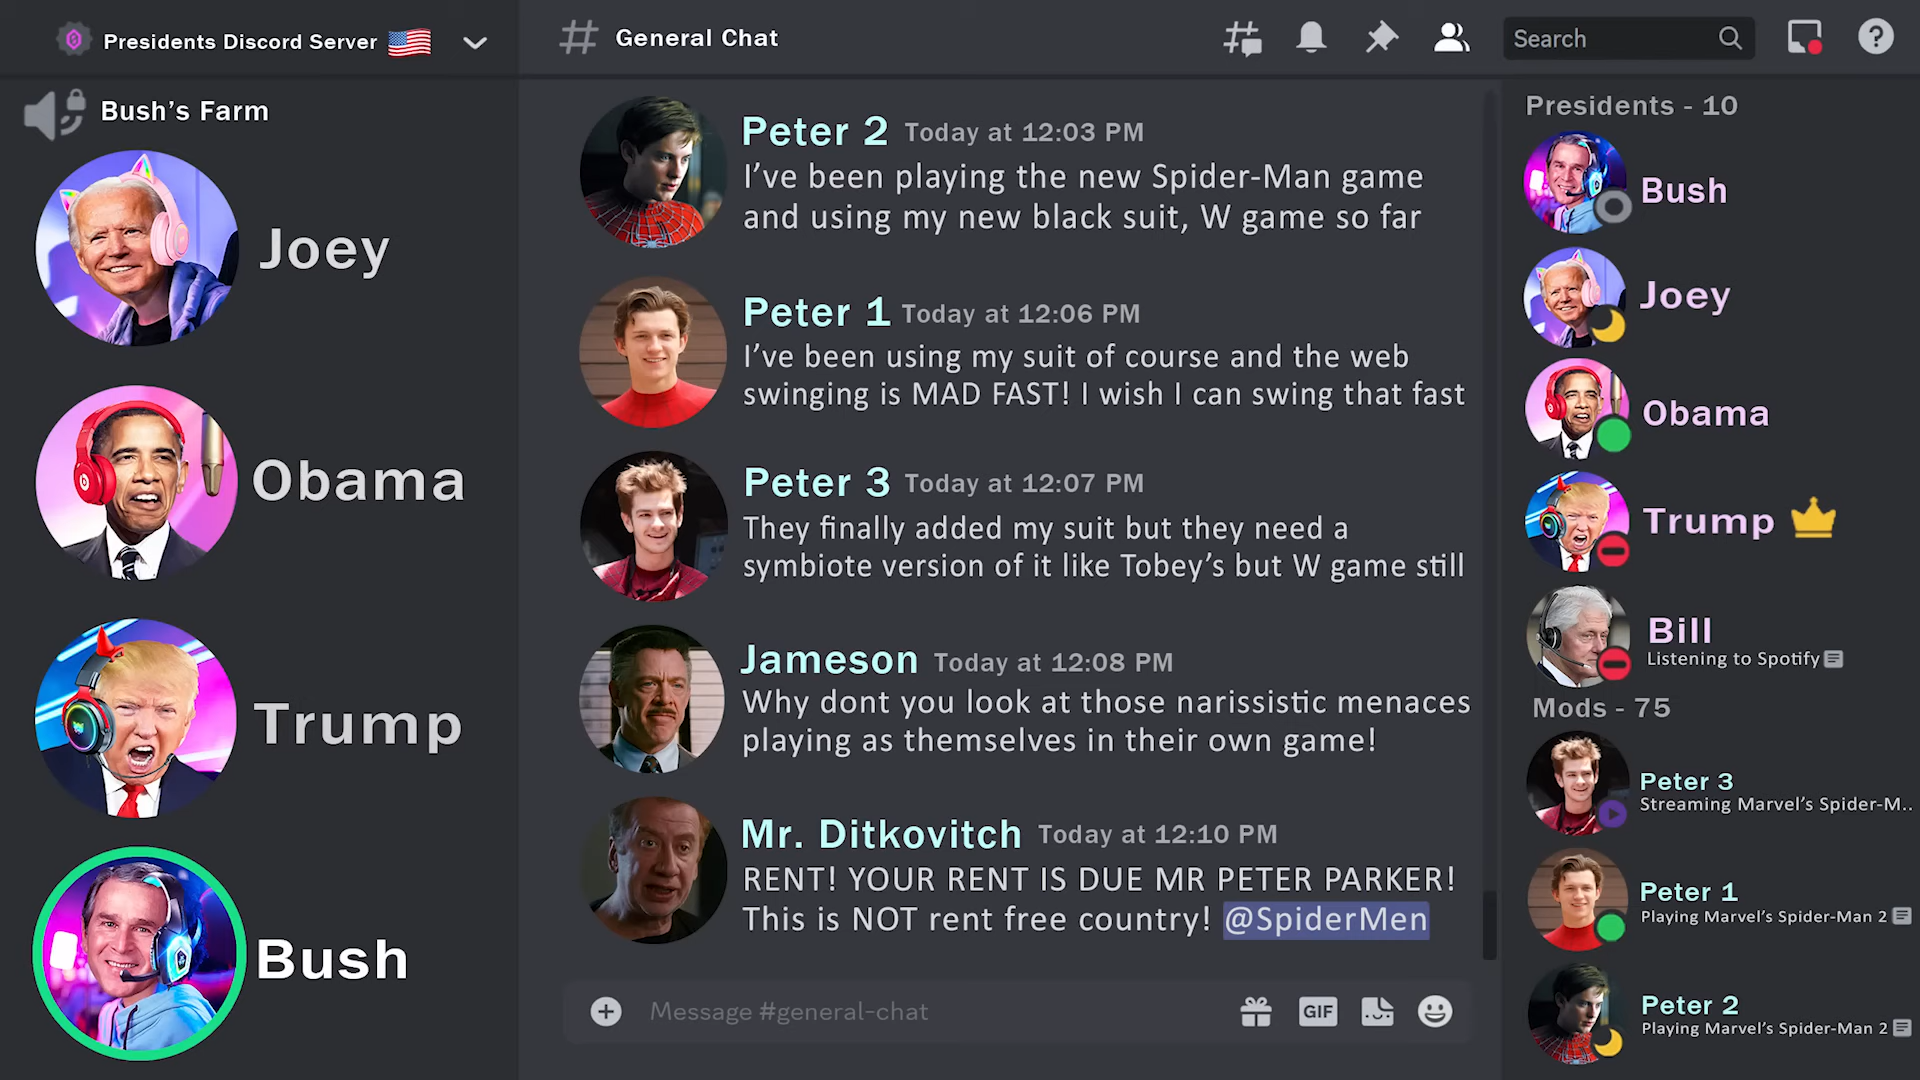 Presidents Discord Server
Bush's Farm
Joey
Obama
Trump
Bush
General Chat
Search
Peter 2 Today at 12:03 PM
I've been playing the new Spider-Man game
and using my new black suit, W game so far
Peter 1 Today at 12:06 PM
I've been using my suit of course and the web
swinging is MAD FAST! I wish I can swing that fast
Peter 3 Today at 12:07 PM
They finally added my suit but they need a
symbiote version of it like Tobey's but W game still
Jameson Today at 12:08 PM
Why dont you look at those narissistic menaces
playing as themselves in their own game!
Mr. Ditkovitch Today at 12:10 PM
RENT! YOUR RENT IS DUE MR PETER PARKER!
This is NOT rent free country! @SpiderMen
Message #general-chat
GIF
Presidents - 10
Bush
Joey
Obama
Trump
Bill
Listening to Spotify
Mods - 75
Peter 3
Streaming Marvel's Spider-M..
Peter 1
Playing Marvel's Spider-Man 2
Peter 2
Playing Marvel's Spider-Man 2